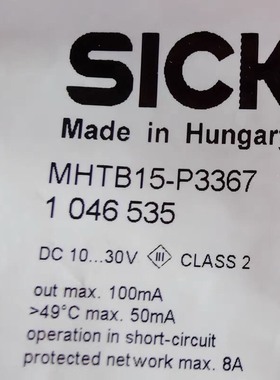 SICK
Made in Hungary
MHTB15-P3367
1 046 535
DC 10...30V III CLASS 2
out max. 100mA
>49°C max. 50mA
operation in short-circuit
protected network max. 8A